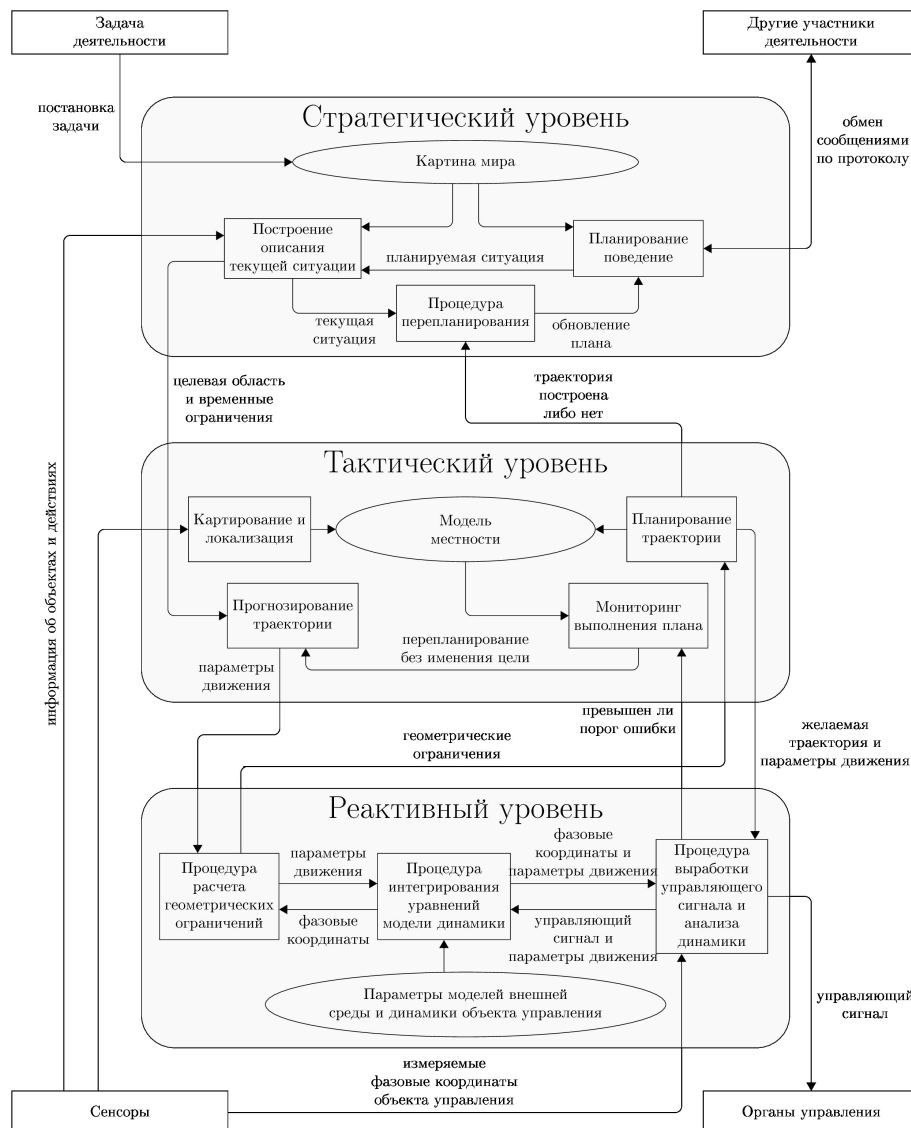 Задача
деятельности
Другие участники
деятельности
постановка
задачи
обмен
сообщениями
по протоколу
Стратегический уровень
Картина мира
Построение
описания
текущей ситуации
Планирование
поведение
планируемая ситуация
Процедура
перепланирования
текущая
ситуация
обновление
плана
целевая область
и временные
ограничения
траектория
построена
либо нет
информация об объектах и действиях
Тактический уровень
Картирование и
локализация
Модель
местности
Планирование
траектории
Прогнозирование
траектории
Мониторинг
выполнения плана
перепланирование
без именения цели
параметры
движения
превышен ли
порог ошибки
геометрические
ограничения
желаемая
траектория и
параметры движения
Реактивный уровень
Процедура
расчета
геометрических
ограничений
параметры
движения
фазовые
координаты
Процедура
интегрирования
уравнений
модели динамики
фазовые
координаты и
параметры движения
управляющий
сигнал и
параметры движения
Процедура
выработки
управляющего
сигнала и
анализа
динамики
Параметры моделей внешней
среды и динамики объекта управления
управляющий
сигнал
измеряемые
фазовые координаты
объекта управления
Сенсоры
Органы управления